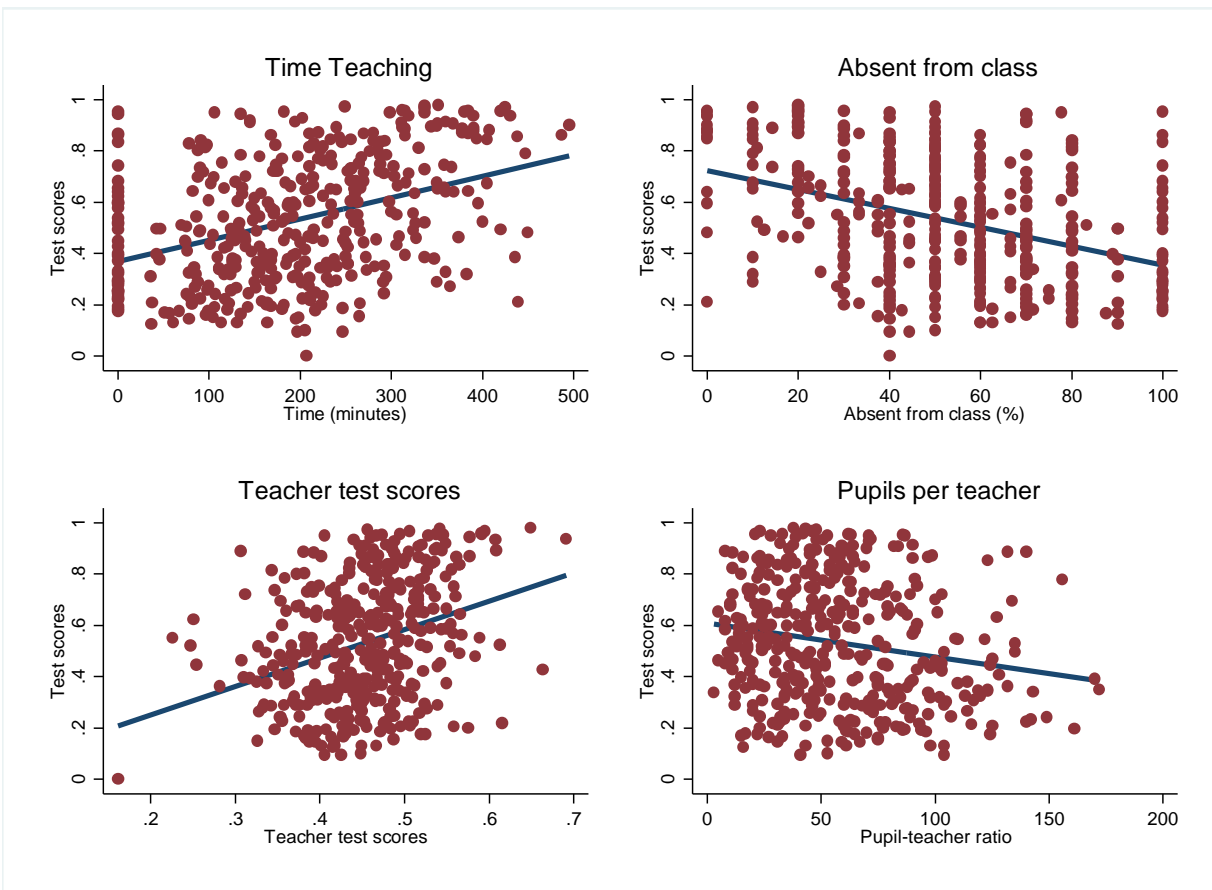 Time Teaching
Test scores
0 .2 .4 .6 .8 1
0 100 200 300 400 500
Time (minutes)
Absent from class
Test scores
0 .2 .4 .6 .8 1
0 20 40 60 80 100
Absent from class (%)
Teacher test scores
Test scores
0 .2 .4 .6 .8 1
.2 .3 .4 .5 .6 .7
Teacher test scores
Pupils per teacher
Test scores
0 .2 .4 .6 .8 1
0 50 100 150 200
Pupil-teacher ratio